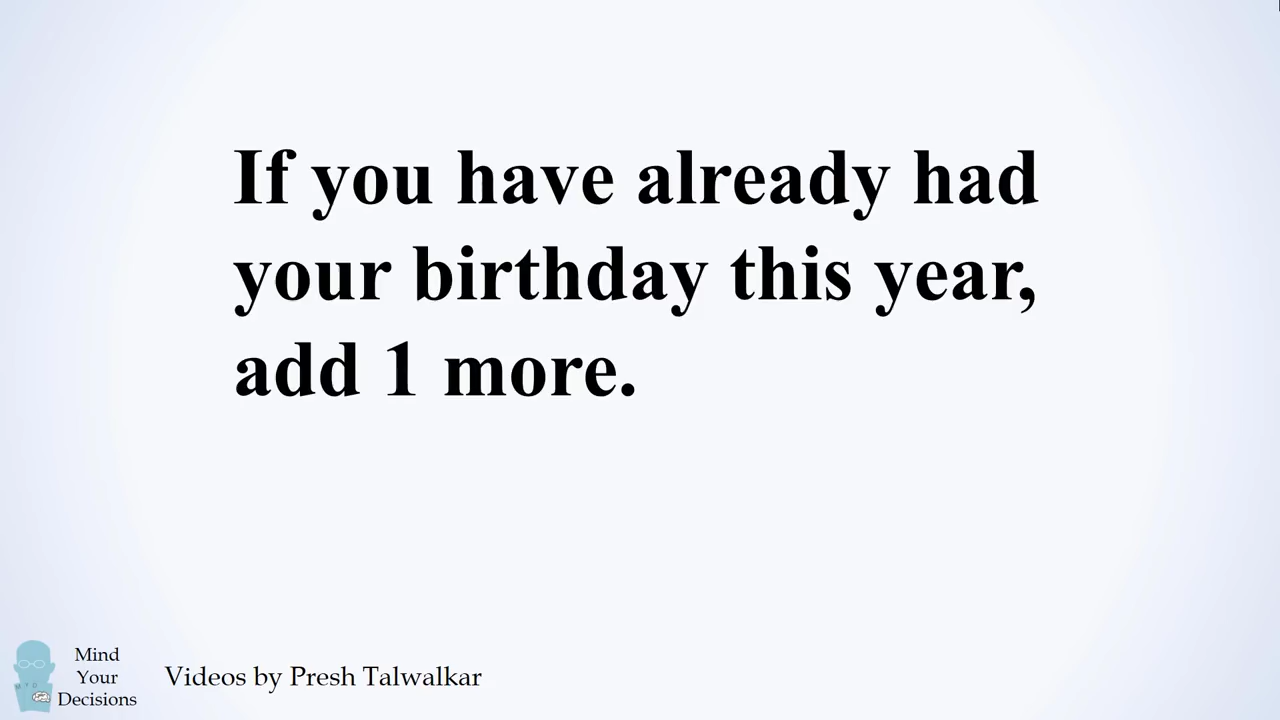 If you have already had
your birthday this year,
add 1 more.
Mind
Your
Decisions
Videos by Presh Talwalkar